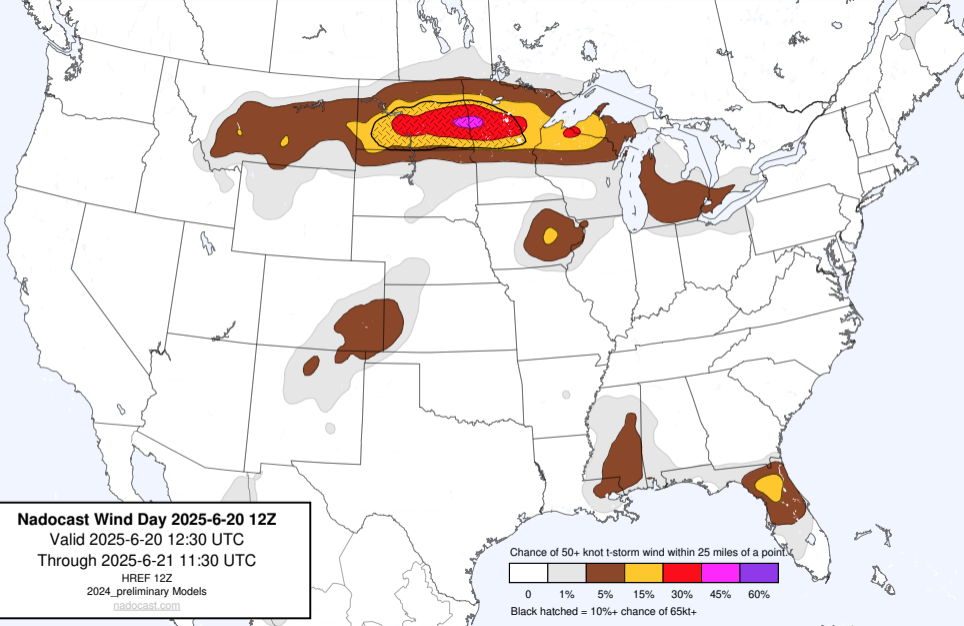 Nadocast Wind Day 2025-6-20 12Z
Valid 2025-6-20 12:30 UTC
Through 2025-6-21 11:30 UTC
HREF 12Z
2024_preliminary Models
nadocast.com
Chance of 50+ knot t-storm wind within 25 miles of a point.
0 1% 5% 15% 30% 45% 60%
Black hatched = 10%+ chance of 65kt+